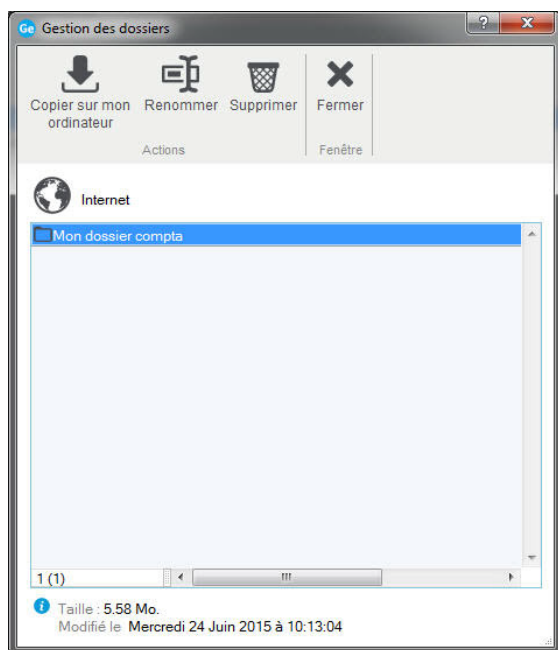 Ge Gestion des dossiers
?
Copier sur mon
ordinateur
Renommer
Supprimer
Fermer
Actions
Fenêtre
Internet
Mon dossier compta
1 (1)
Taille : 5.58 Mo.
Modifié le Mercredi 24 Juin 2015 à 10:13:04